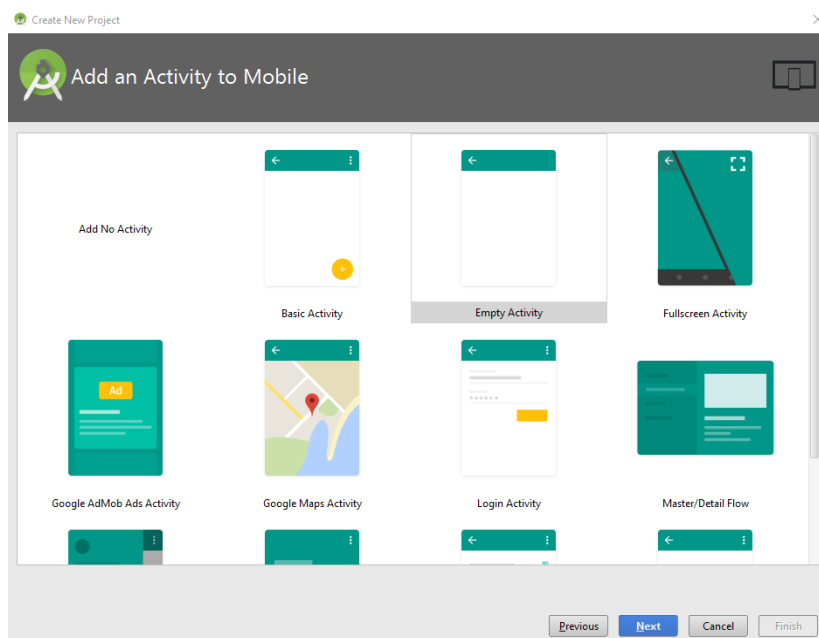 Create New Project
Add an Activity to Mobile
Add No Activity
Basic Activity
Empty Activity
Fullscreen Activity
Ad
Google AdMob Ads Activity
Google Maps Activity
Login Activity
Master/Detail Flow
Previous
Next
Cancel
Finish